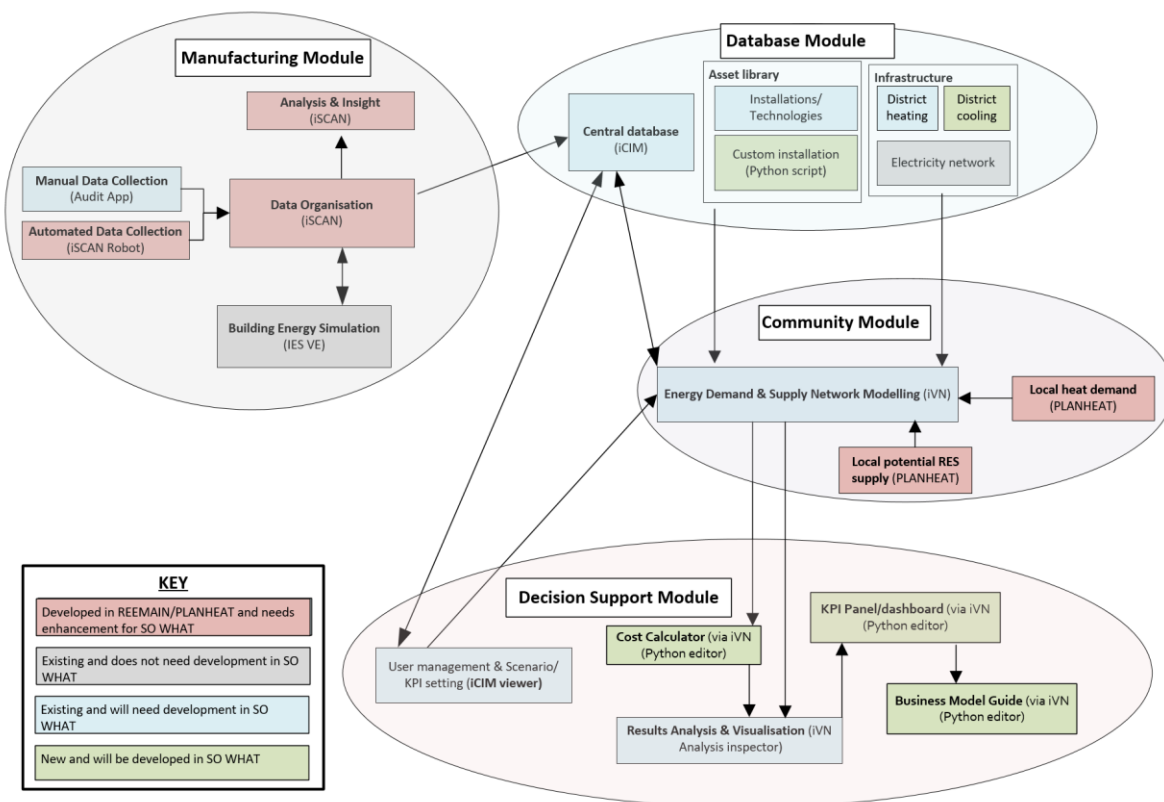 Manufacturing Module
Analysis & Insight
(iSCAN)
Manual Data Collection
(Audit App)
Automated Data Collection
(iSCAN Robot)
Data Organisation
(iSCAN)
Building Energy Simulation
(IES VE)
Database Module
Central database
(iCIM)
Asset library
Installations/
Technologies
Custom installation
(Python script)
Infrastructure
District
heating
District
cooling
Electricity network
Community Module
Energy Demand & Supply Network Modelling (iVN)
Local heat demand
(PLANHEAT)
Local potential RES
supply (PLANHEAT)
Decision Support Module
User management & Scenario/
KPI setting (iCIM viewer)
Cost Calculator (via iVN
(Python editor)
Results Analysis & Visualisation (iVN
Analysis inspector)
KPI Panel/dashboard (via iVN
(Python editor)
Business Model Guide (via iVN
(Python editor)
KEY
Developed in REEMAIN/PLANHEAT and needs
enhancement for SO WHAT
Existing and does not need development in SO
WHAT
Existing and will need development in SO
WHAT
New and will be developed in SO WHAT